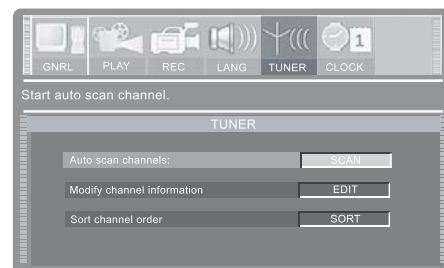 1
GNRL PLAY REC LANG TUNER CLOCK
Start auto scan channel.
TUNER
Auto scan channels: SCAN
Modify channel information EDIT
Sort channel order SORT